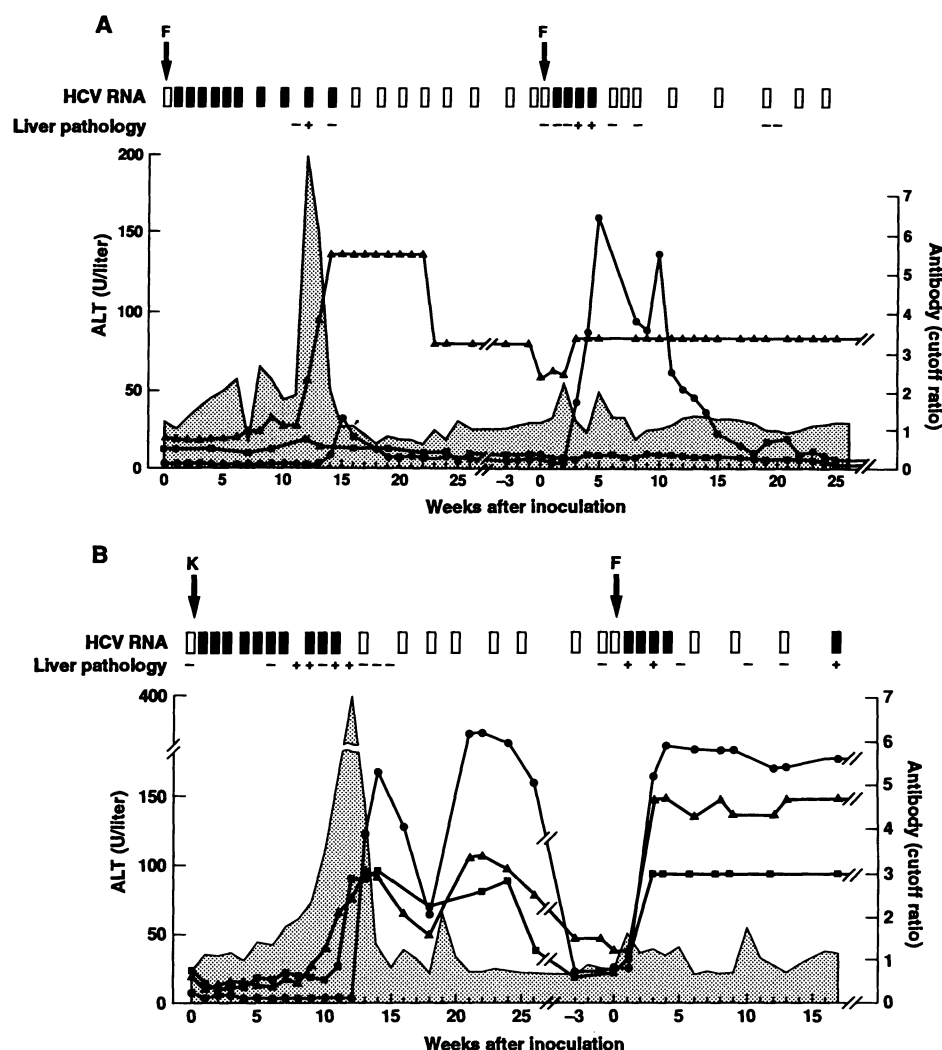 A
F F
HCV RNA
Liver pathology – + – – – – + + – – – –
200
150
100
50
0
ALT (U/liter)
7
6
5
4
3
2
1
0
Antibody (cutoff ratio)
0 5 10 15 20 25 –3 0 5 10 15 20 25
Weeks after inoculation
B
K F
HCV RNA
Liver pathology – – + + – + + – – – – + + – – – +
400
150
100
50
0
ALT (U/liter)
7
6
5
4
3
2
1
0
Antibody (cutoff ratio)
0 5 10 15 20 25 –3 0 5 10 15
Weeks after inoculation